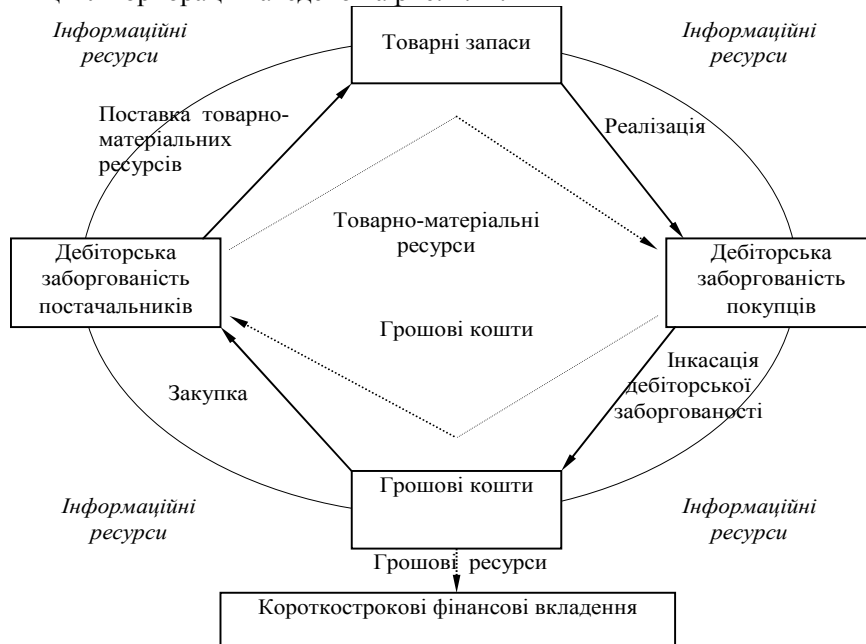 Інформаційні
ресурси
Товарні запаси
Інформаційні
ресурси
Поставка товарно-
матеріальних
ресурсів
Реалізація
Товарно-матеріальні
ресурси
Дебіторська
заборгованість
постачальників
Дебіторська
заборгованість
покупців
Грошові кошти
Закупка
Інкасація
дебіторської
заборгованості
Грошові кошти
Інформаційні
ресурси
Інформаційні
ресурси
Грошові ресурси
Короткострокові фінансові вкладення